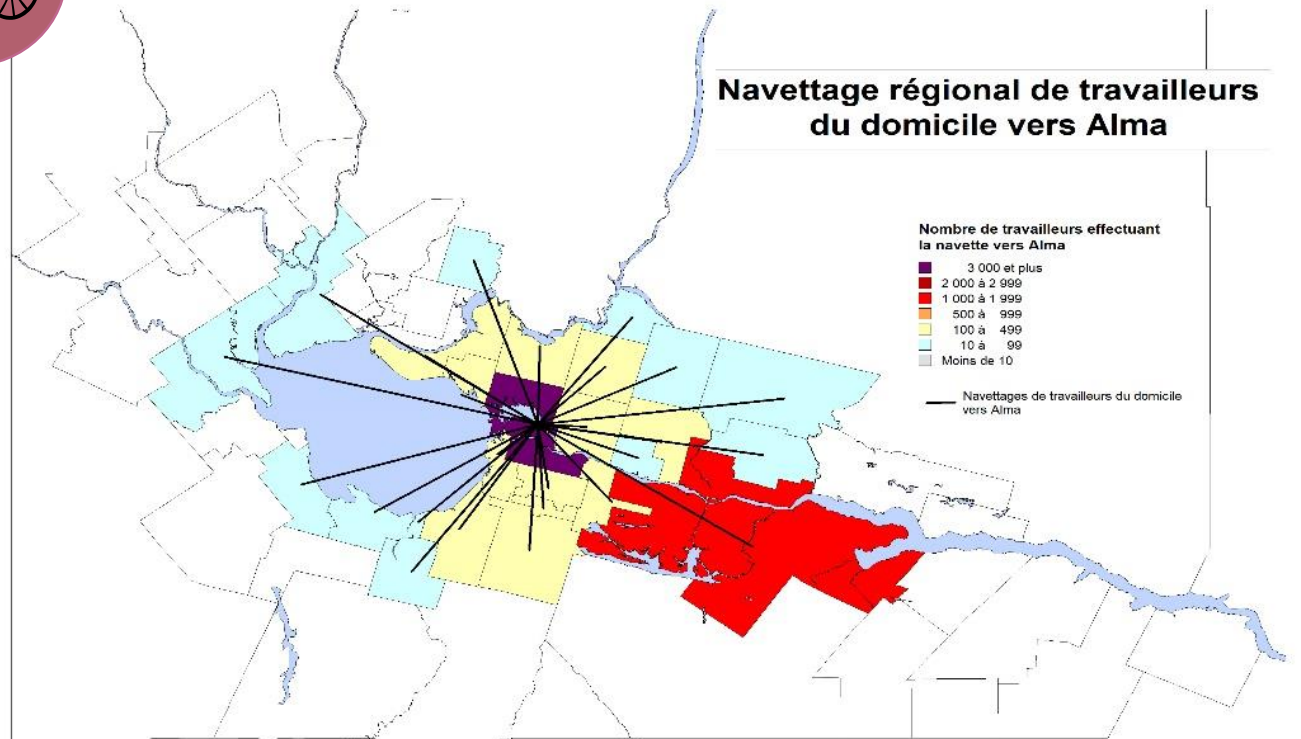 Navettage régional de travailleurs
du domicile vers Alma
Nombre de travailleurs effectuant
la navette vers Alma
3 000 et plus
2 000 à 2 999
1 000 à 1 999
500 à 999
100 à 499
10 à 99
Moins de 10
Navettages de travailleurs du domicile
vers Alma